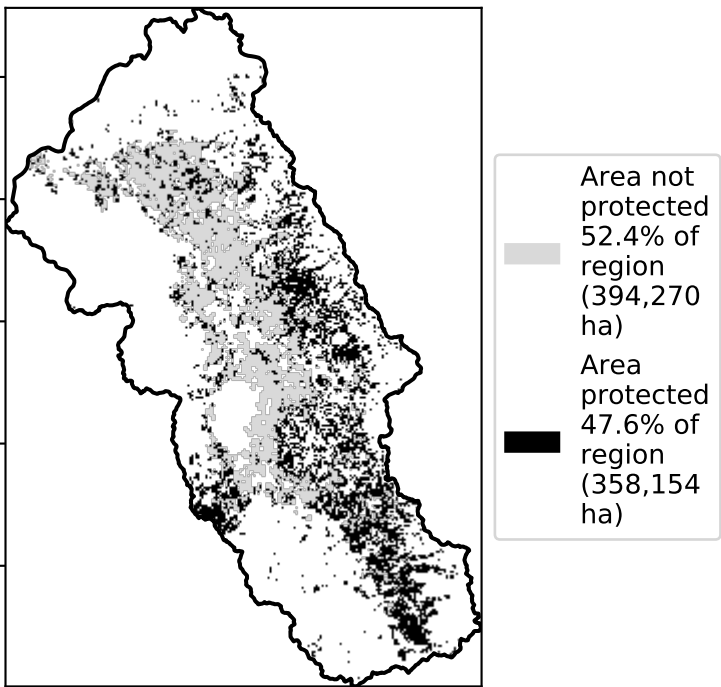 Area not
protected
52.4% of
region
(394,270
ha)
Area
protected
47.6% of
region
(358,154
ha)